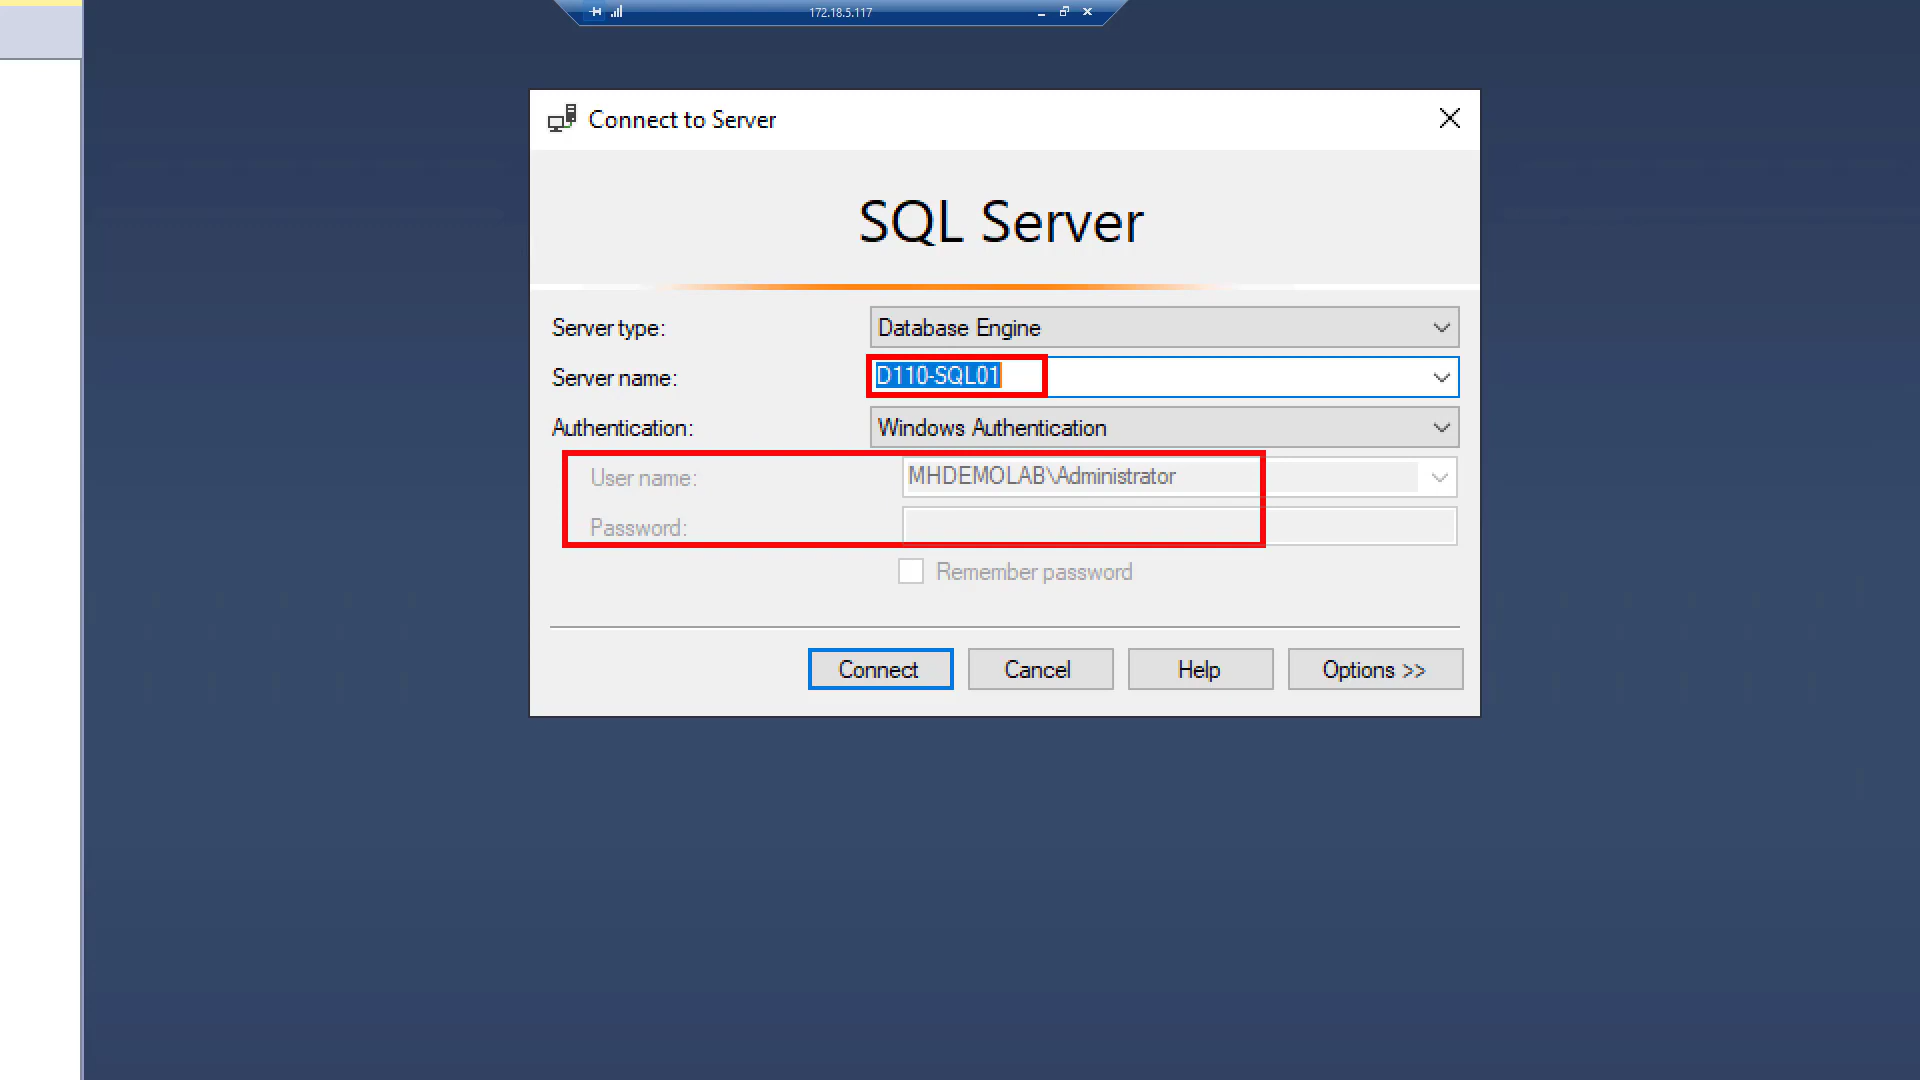 172.18.5.117
Connect to Server
SQL Server
Server type: Database Engine
Server name: D110-SQL01
Authentication: Windows Authentication
User name: MHDEMOLAB\Administrator
Password:
Remember password
Connect Cancel Help Options >>